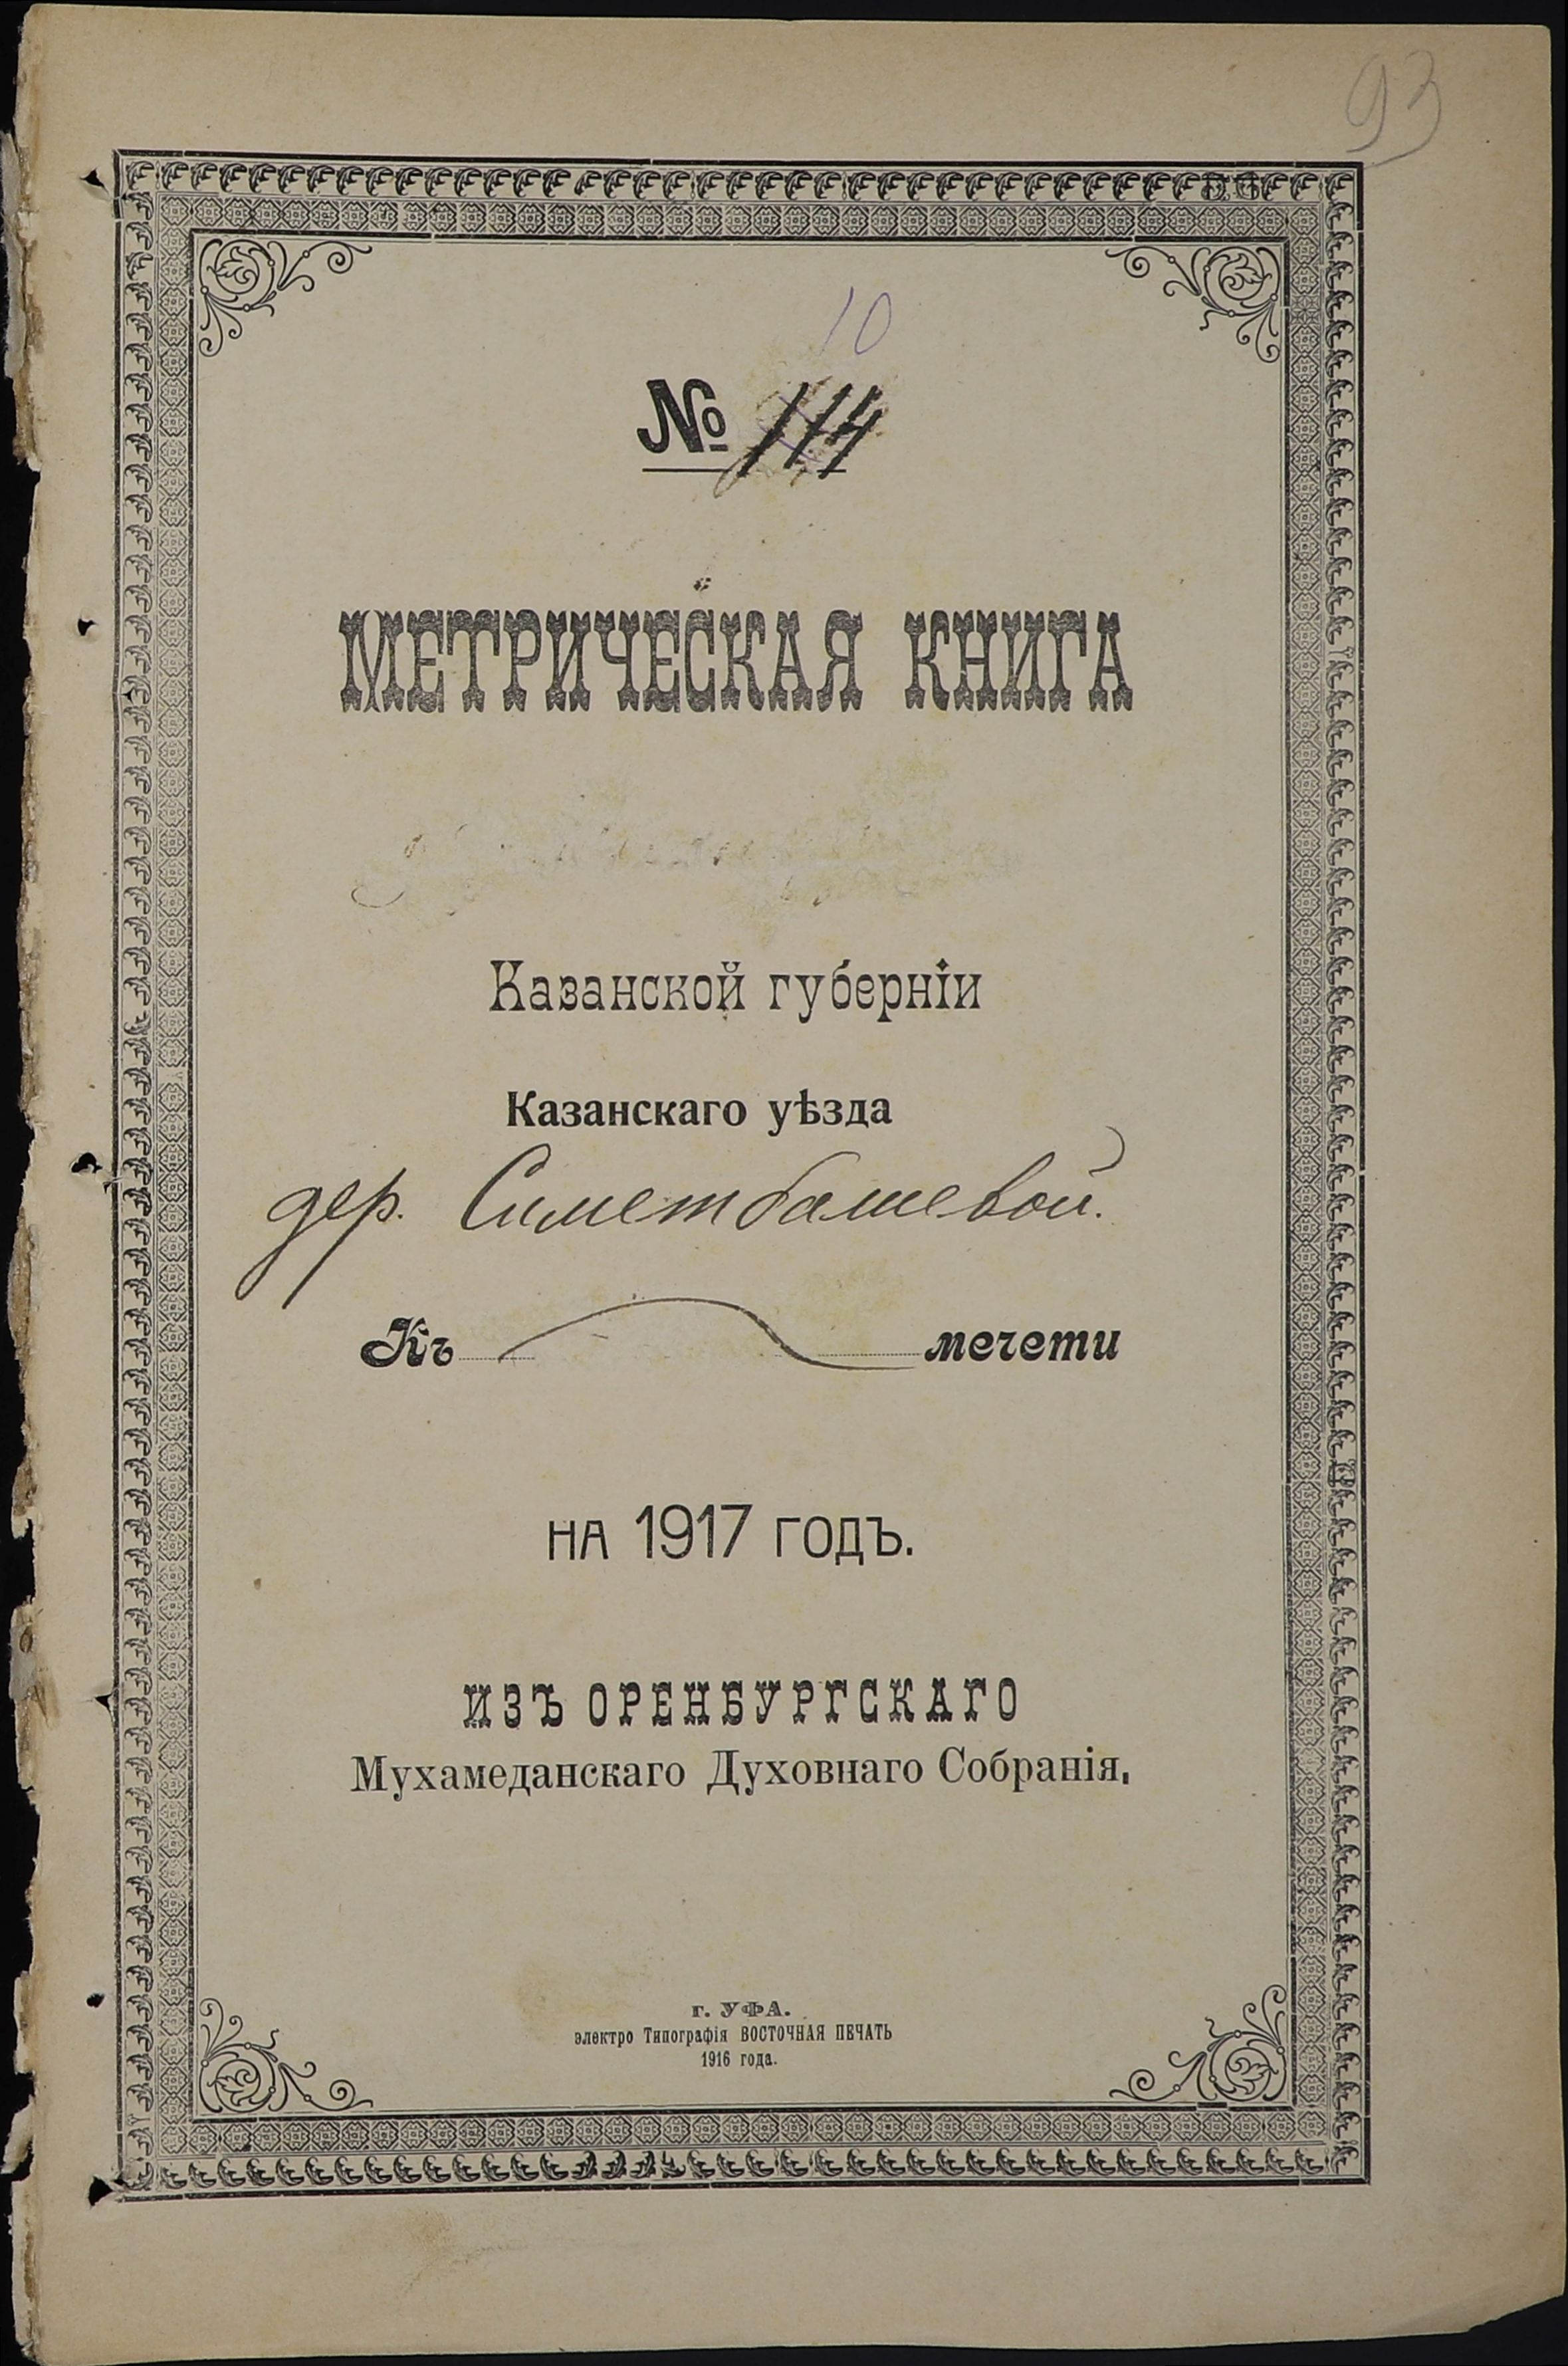 93
10
№ 114
МЕТРИЧЕСКАЯ КНИГА
Казанской губерніи
Казанскаго уѣзда
дер. Симетбашевой.
Къ мечети
НА 1917 ГОДЪ.
ИЗЪ ОРЕНБУРГСКАГО
Мухамеданскаго Духовнаго Собранія.
г. УФА.
электро Типографія ВОСТОЧНАЯ ПЕЧАТЬ
1916 года.